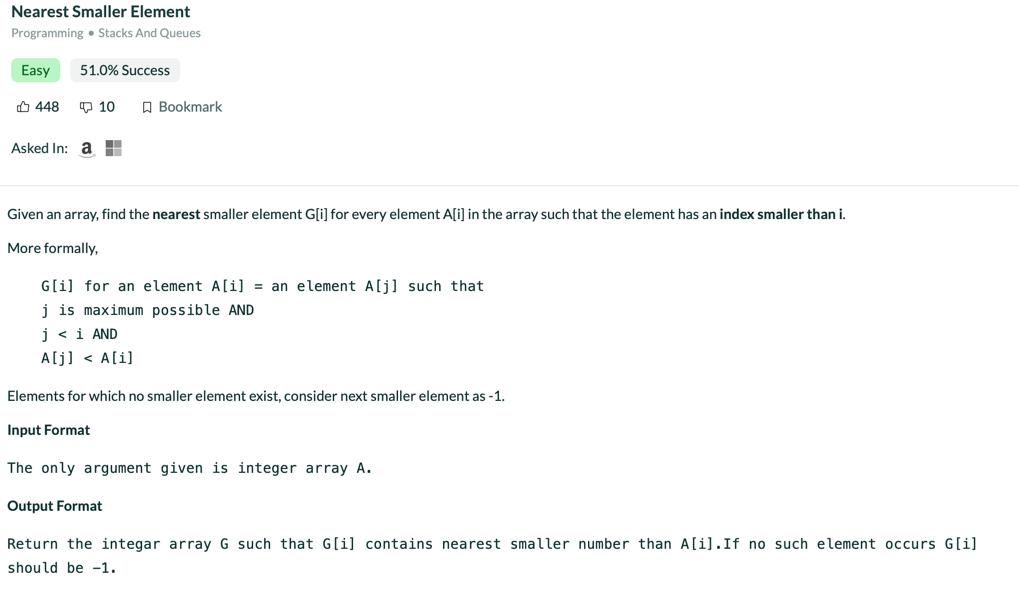 Nearest Smaller Element
Programming • Stacks And Queues
Easy 51.0% Success
448 10 Bookmark
Asked In: a
Given an array, find the nearest smaller element G[i] for every element A[i] in the array such that the element has an index smaller than i.
More formally,
G[i] for an element A[i] = an element A[j] such that
j is maximum possible AND
j < i AND
A[j] < A[i]
Elements for which no smaller element exist, consider next smaller element as -1.
Input Format
The only argument given is integer array A.
Output Format
Return the integar array G such that G[i] contains nearest smaller number than A[i].If no such element occurs G[i]
should be -1.